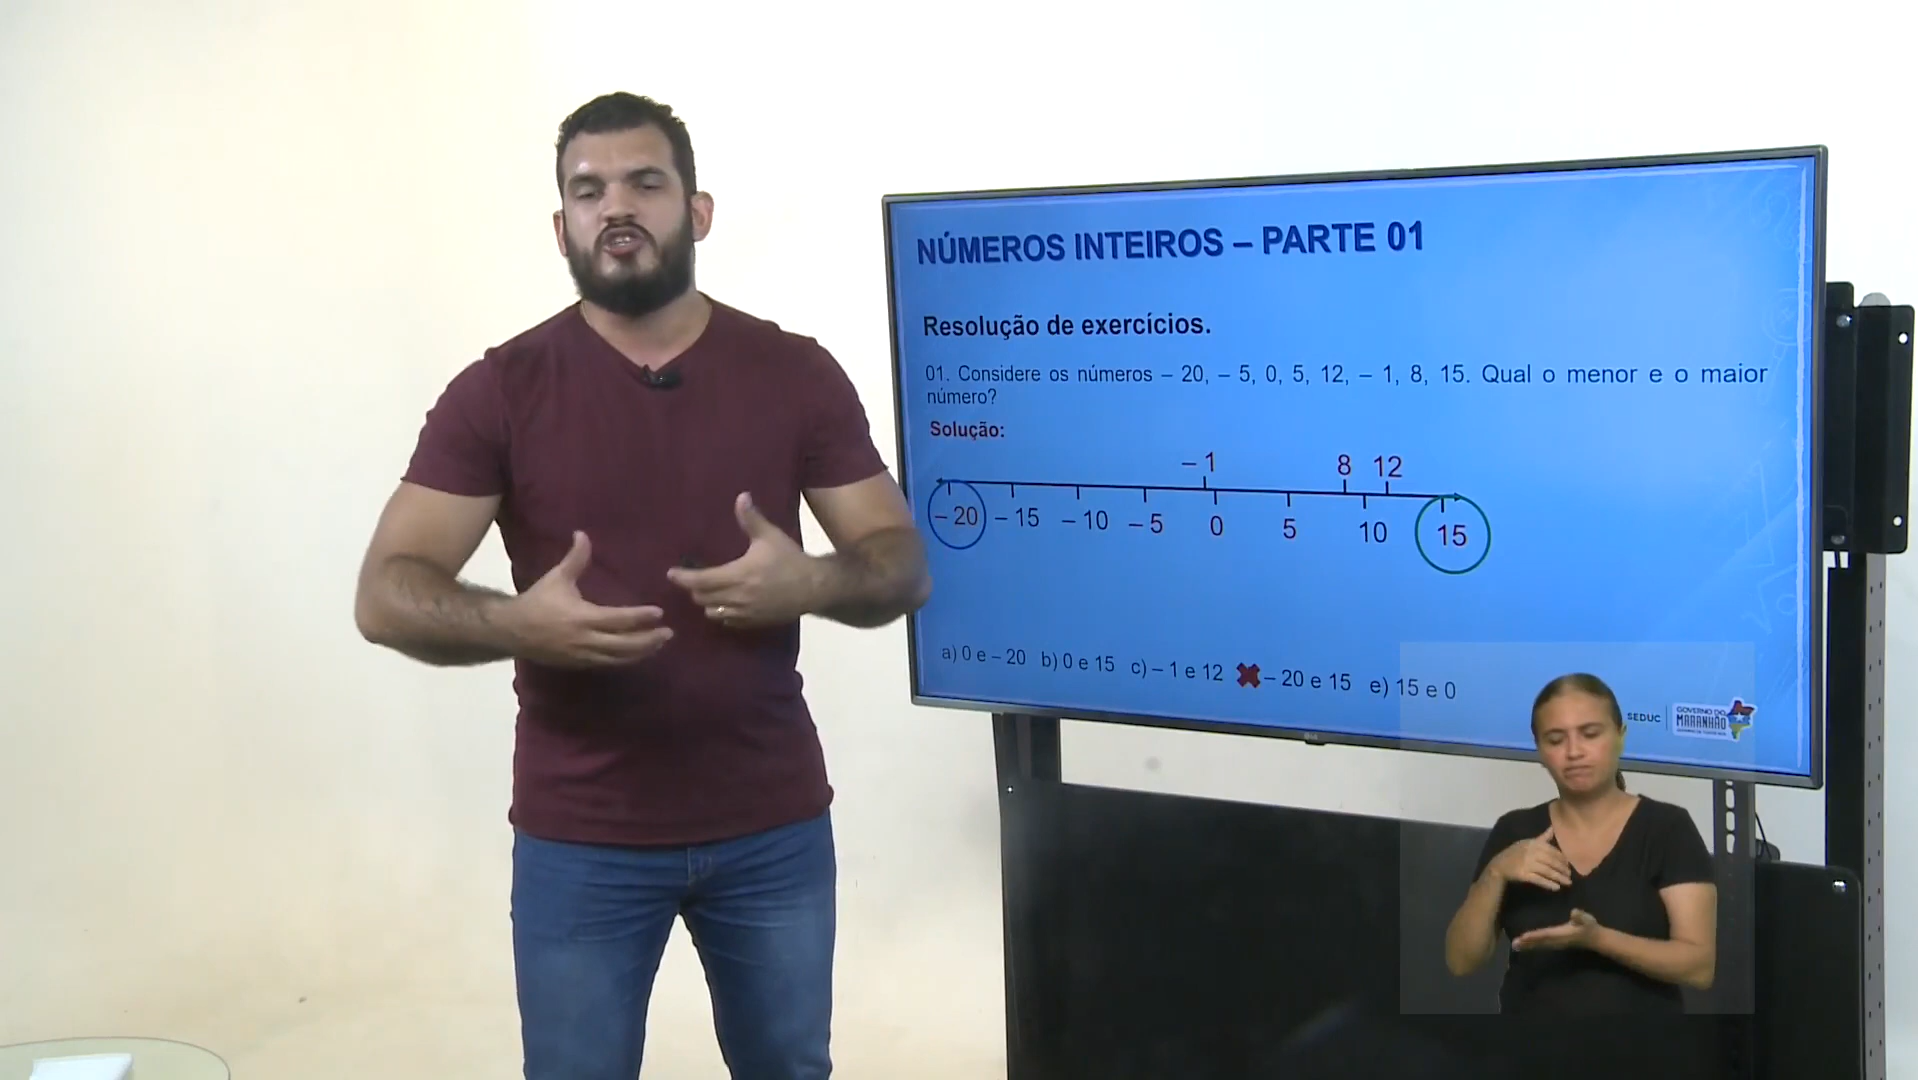 NÚMEROS INTEIROS – PARTE 01
Resolução de exercícios.
01. Considere os números – 20, – 5, 0, 5, 12, – 1, 8, 15. Qual o menor e o maior
número?
Solução:
– 1 8 12
– 20 – 15 – 10 – 5 0 5 10 15
a) 0 e – 20 b) 0 e 15 c) – 1 e 12 – 20 e 15 e) 15 e 0
SEDUC
GOVERNO DO
MARANHÃO